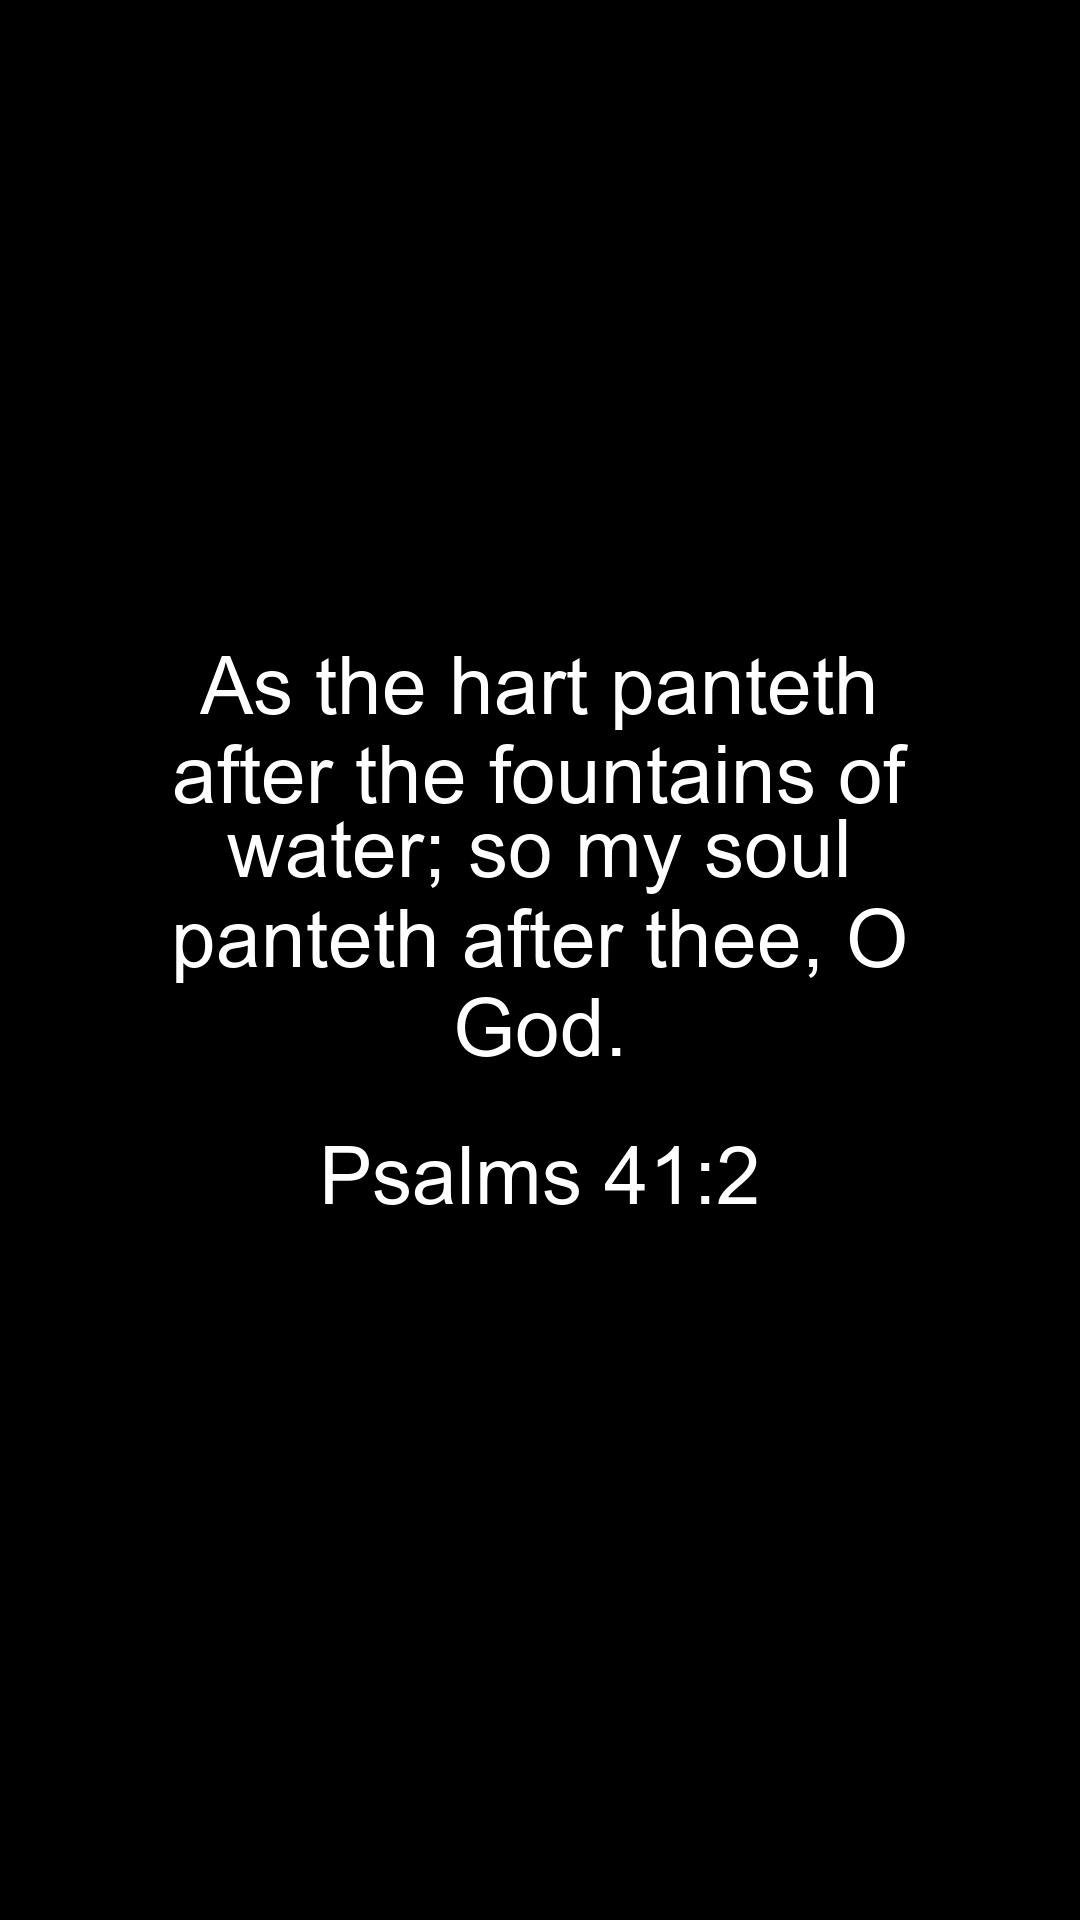 As the hart panteth
after the fountains of
water; so my soul
panteth after thee, O
God.
Psalms 41:2